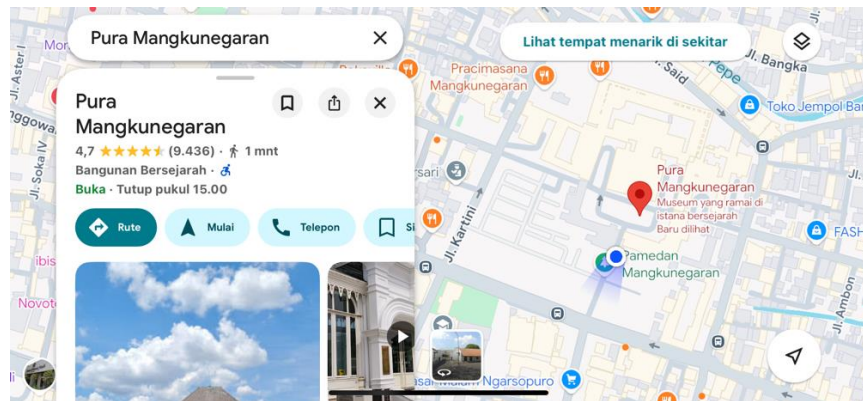 Pura Mangkunegaran
Pura
Mangkunegaran
4,7
(9.436) · 1 mnt
Bangunan Bersejarah ·
Buka · Tutup pukul 15.00
Rute
Mulai
Telepon
Lihat tempat menarik di sekitar
Jl. Aster I
Jl. Soka IV
Pracimasana
Mangkunegaran
Said
Pepe
Jl. Bangka
Toko Jempol
Pura
Mangkunegaran
Museum yang ramai di
istana bersejarah
Baru dilihat
Jl. Kartini
Pamedan
Mangkunegaran
Jl. Ambon
Ngarsopuro